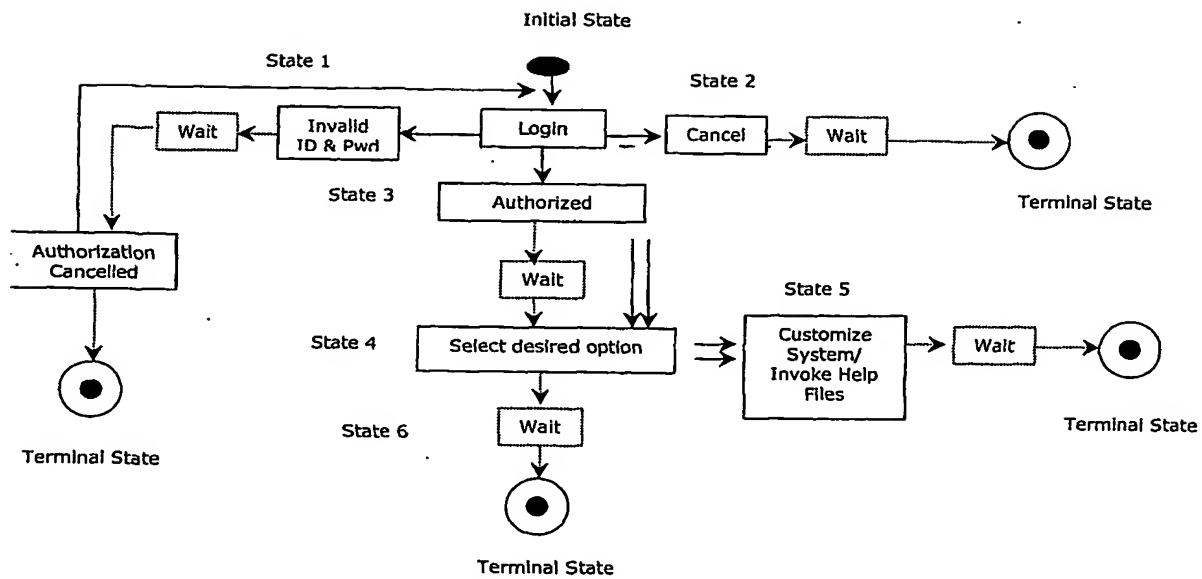 Initial State
State 1
State 2
Wait
Invalid
ID & Pwd
Login
Cancel
Wait
Terminal State
State 3
Authorized
Authorization
Cancelled
Wait
State 5
State 4
Select desired option
Customize
System/
Invoke Help
Files
Wait
Terminal State
State 6
Wait
Terminal State
Terminal State